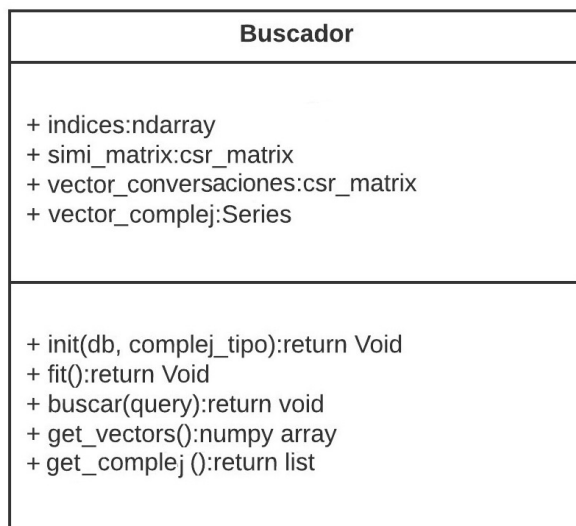 Buscador
+ indices:ndarray
+ simi_matrix:csr_matrix
+ vector_conversaciones:csr_matrix
+ vector_complej:Series
+ init(db, complej_tipo):return Void
+ fit():return Void
+ buscar(query):return void
+ get_vectors():numpy array
+ get_complej ():return list